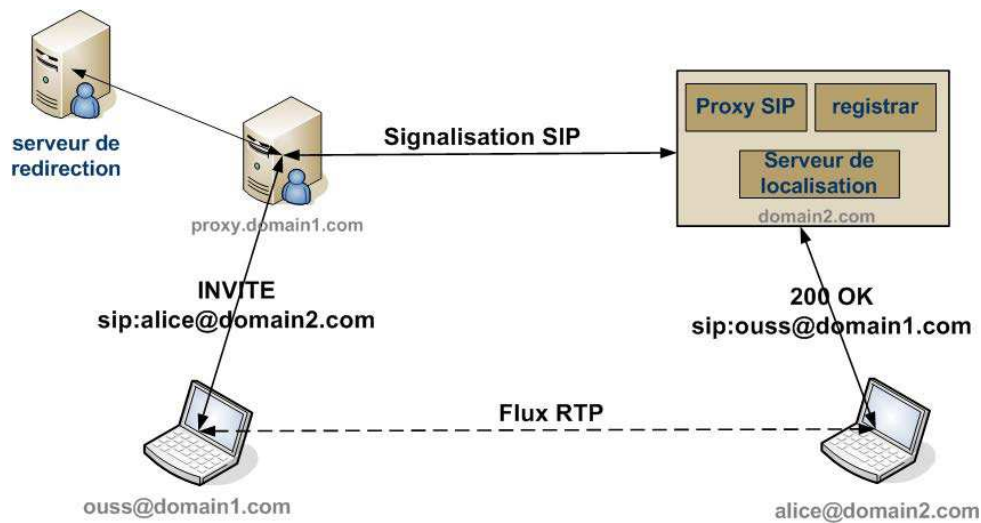 Proxy SIP
registrar
Signalisation SIP
serveur de
redirection
Serveur de
localisation
proxy.domain1.com
domain2.com
INVITE
sip:alice@domain2.com
200 OK
sip:ouss@domain1.com
Flux RTP
ouss@domain1.com
alice@domain2.com